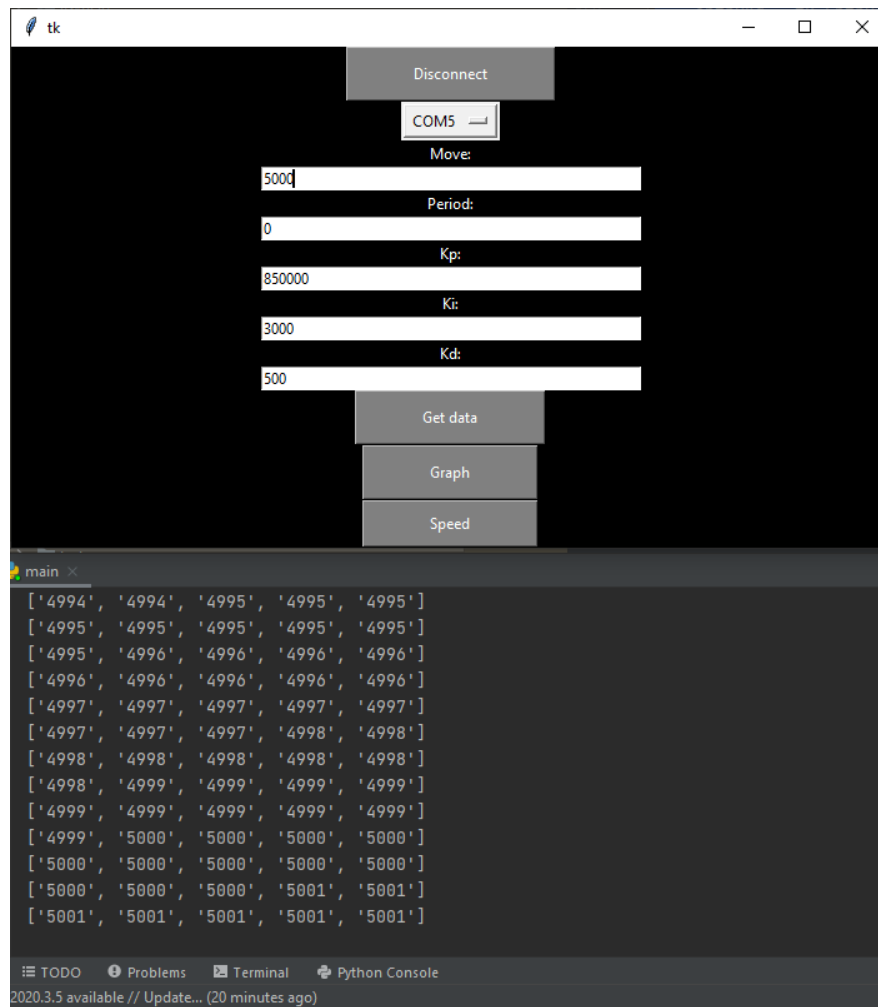 tk
Disconnect
COM5
Move:
5000
Period:
0
Kp:
850000
Ki:
3000
Kd:
500
Get data
Graph
Speed
main
['4994', '4994', '4995', '4995', '4995']
['4995', '4995', '4995', '4995', '4995']
['4995', '4996', '4996', '4996', '4996']
['4996', '4996', '4996', '4996', '4996']
['4997', '4997', '4997', '4997', '4997']
['4997', '4997', '4997', '4998', '4998']
['4998', '4998', '4998', '4998', '4998']
['4998', '4999', '4999', '4999', '4999']
['4999', '4999', '4999', '4999', '4999']
['4999', '5000', '5000', '5000', '5000']
['5000', '5000', '5000', '5000', '5000']
['5000', '5000', '5000', '5001', '5001']
['5001', '5001', '5001', '5001', '5001']
TODO Problems Terminal Python Console
2020.3.5 available // Update... (20 minutes ago)